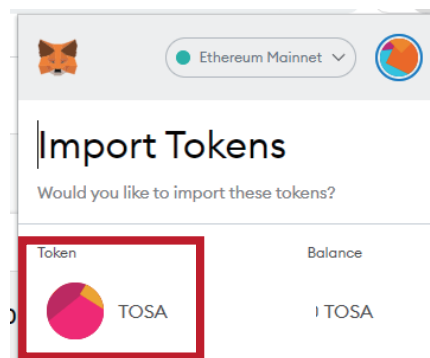 Ethereum Mainnet
Import Tokens
Would you like to import these tokens?
Token Balance
TOSA TOSA